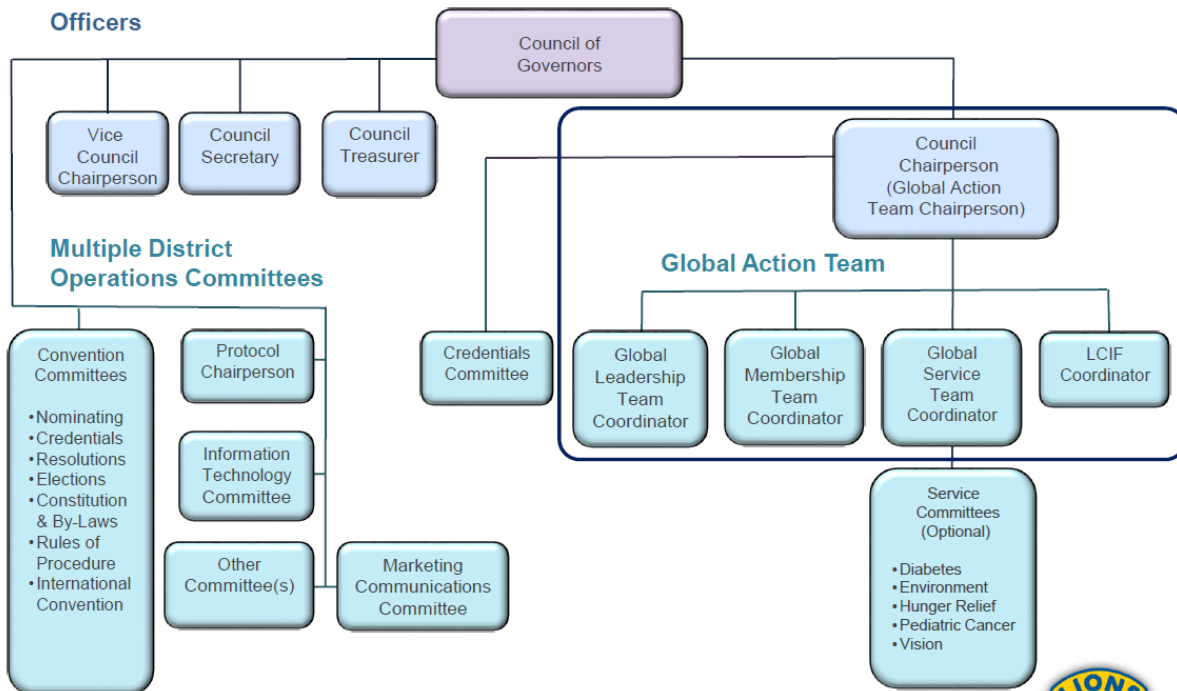 Officers
Council of
Governors
Vice
Council
Chairperson
Council
Secretary
Council
Treasurer
Council
Chairperson
(Global Action
Team Chairperson)
Multiple District
Operations Committees
Global Action Team
Convention
Committees
•Nominating
•Credentials
•Resolutions
•Elections
•Constitution
& By-Laws
•Rules of
Procedure
•International
Convention
Protocol
Chairperson
Information
Technology
Committee
Other
Committee(s)
Marketing
Communications
Committee
Credentials
Committee
Global
Leadership
Team
Coordinator
Global
Membership
Team
Coordinator
Global
Service
Team
Coordinator
LCIF
Coordinator
Service
Committees
(Optional)
•Diabetes
•Environment
•Hunger Relief
•Pediatric Cancer
•Vision
LIONS